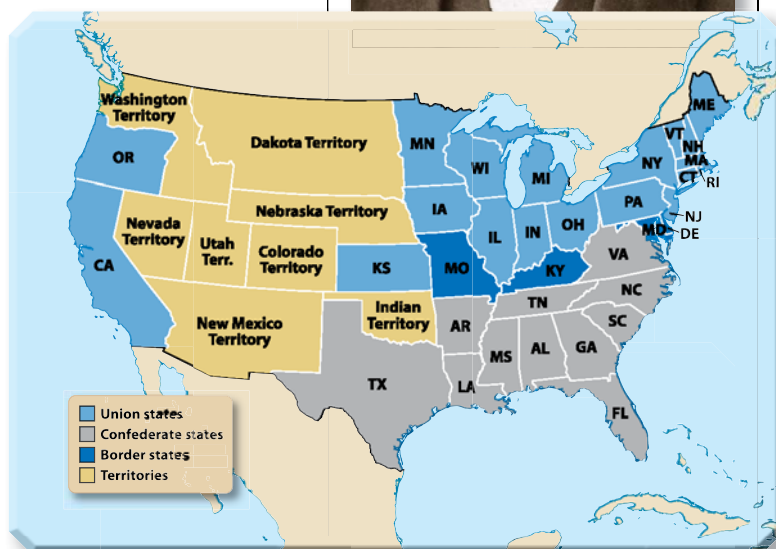 Washington
Territory
Dakota Territory
MN
ME
VT
NH
MA
CT
RI
OR
WI
MI
NY
Nebraska Territory
IA
PA
NJ
Nevada
Territory
Utah
Terr.
Colorado
Territory
IL
IN
OH
MD
DE
CA
KS
MO
KY
VA
New Mexico
Territory
Indian
Territory
TN
NC
AR
SC
MS
AL
GA
TX
LA
FL
Union states
Confederate states
Border states
Territories